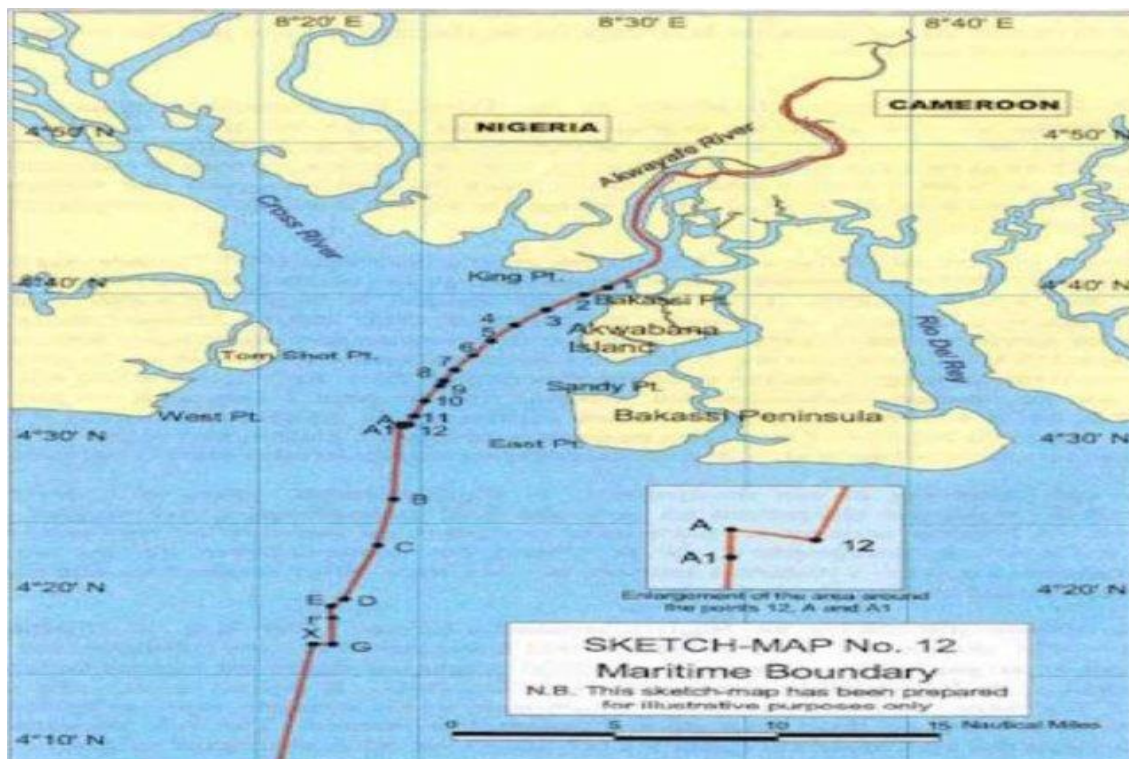 8°20' E
8°30' E
8°40' E
CAMEROON
NIGERIA
4°50' N
4°50' N
Akwayafe River
Cross River
King Pt.
4°40' N
4°40' N
1
2
Bakassi Pt.
3
4
Akwabana
Island
5
Rio Del Rey
6
Tom Shot Pt.
7
8
9
Sandy Pt.
10
West Pt.
Bakassi Peninsula
11
A
A1
12
4°30' N
4°30' N
East Pt.
B
A
12
A1
C
4°20' N
4°20' N
Enlargement of the area around
the points 12, A and A1
D
E
F
X
G
SKETCH-MAP No. 12
Maritime Boundary
N.B. This sketch-map has been prepared
for illustrative purposes only
0
5
10
15
Nautical Miles
4°10' N